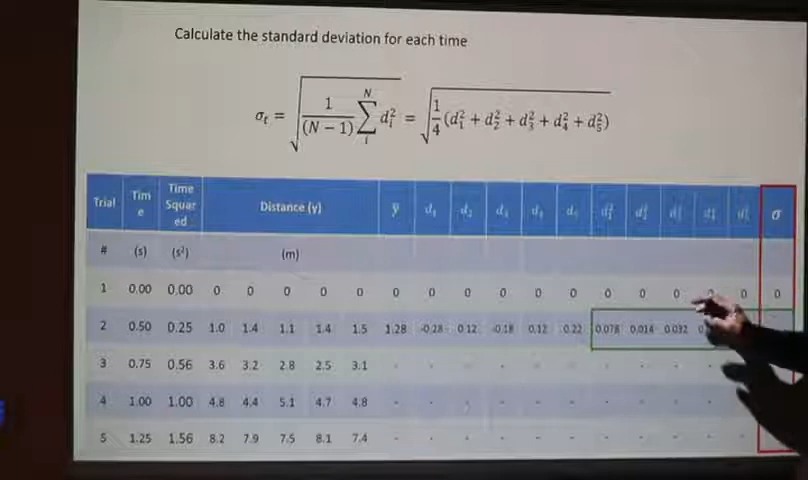 Calculate the standard deviation for each time
σt = √ 1/(N − 1) ∑ᴺᵢ dᵢ² = √ 1/4 (d₁² + d₂² + d₃² + d₄² + d₅²)
Trial Time Time Squared Distance (y) ȳ d₁ d₂ d₃ d₄ d₅ d₁² d₂² σ
# (s) (s²) (m)
1 0.00 0.00 0 0 0 0 0 0 0 0 0 0 0 0 0 0 0 0 0
2 0.50 0.25 1.0 1.4 1.1 1.4 1.5 1.28 -0.28 0.12 -0.18 0.12 0.22 0.078 0.014 0.032
3 0.75 0.56 3.6 3.2 2.8 2.5 3.1 - - - - - - - - -
4 1.00 1.00 4.8 4.4 5.1 4.7 4.8 - - - - - - - - -
5 1.25 1.56 8.2 7.9 7.5 8.1 7.4 - - - - - - - - - -